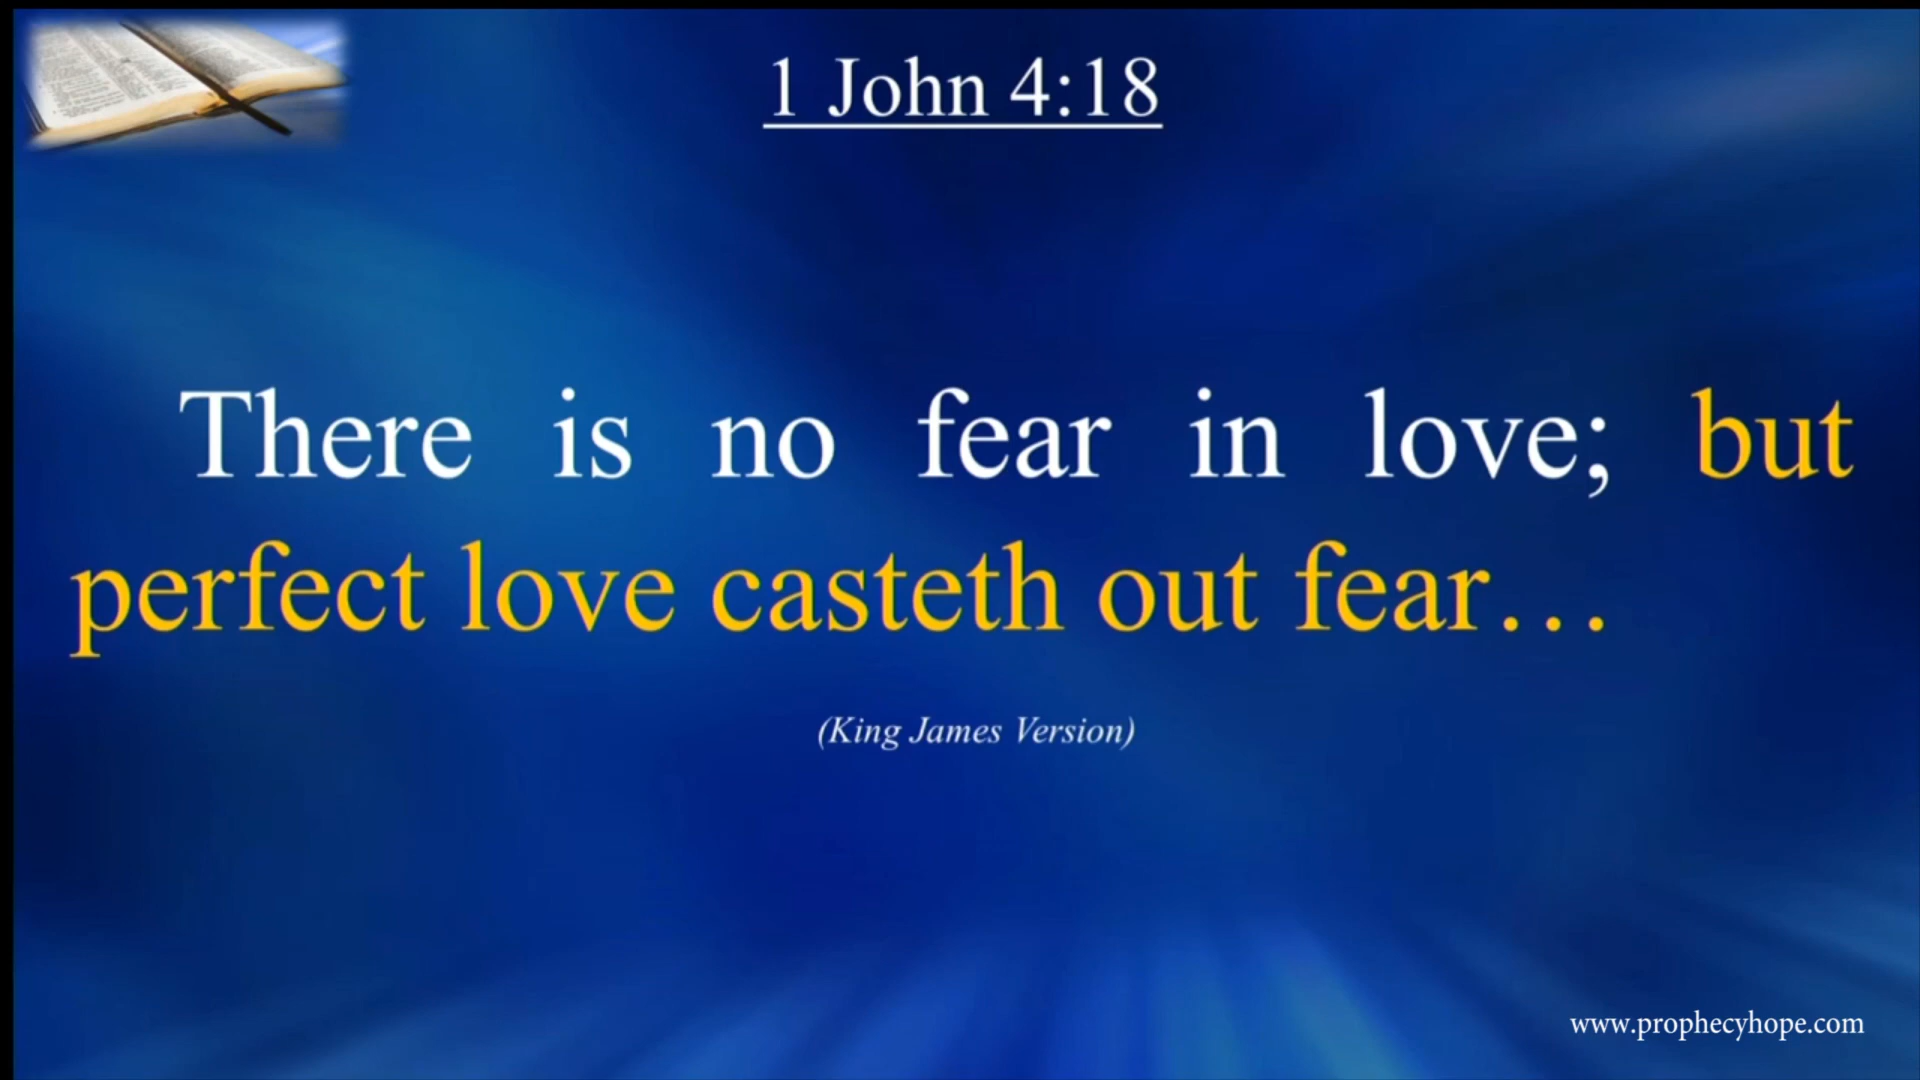 1 John 4:18
There is no fear in love; but
perfect love casteth out fear…
(King James Version)
www.prophecyhope.com